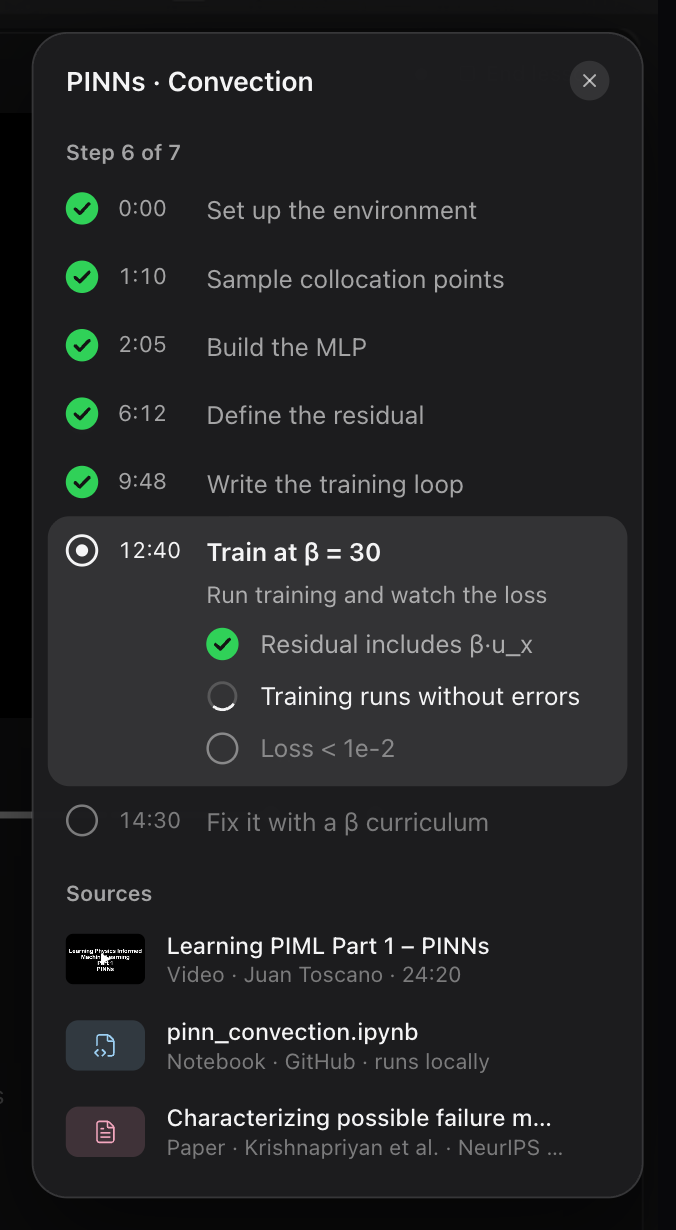 PINNs · Convection
Step 6 of 7
0:00 Set up the environment
1:10 Sample collocation points
2:05 Build the MLP
6:12 Define the residual
9:48 Write the training loop
12:40 Train at β = 30
Run training and watch the loss
Residual includes β·u_x
Training runs without errors
Loss < 1e-2
14:30 Fix it with a β curriculum
Sources
Learning Physics Informed
PINNs
Learning PIML Part 1 – PINNs
Video · Juan Toscano · 24:20
pinn_convection.ipynb
Notebook · GitHub · runs locally
Characterizing possible failure m...
Paper · Krishnapriyan et al. · NeurIPS ...